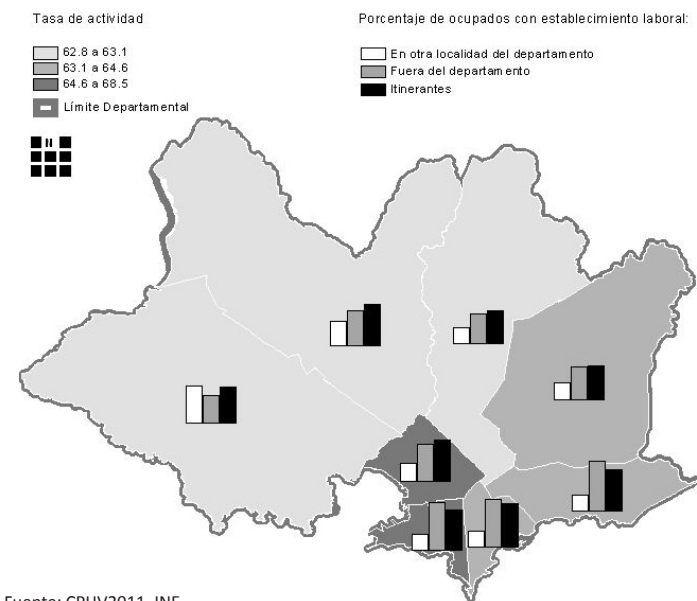 Tasa de actividad
62.8 a 63.1
63.1 a 64.6
64.6 a 68.5
Límite Departamental
N
Porcentaje de ocupados con establecimiento laboral:
En otra localidad del departamento
Fuera del departamento
Itinerantes